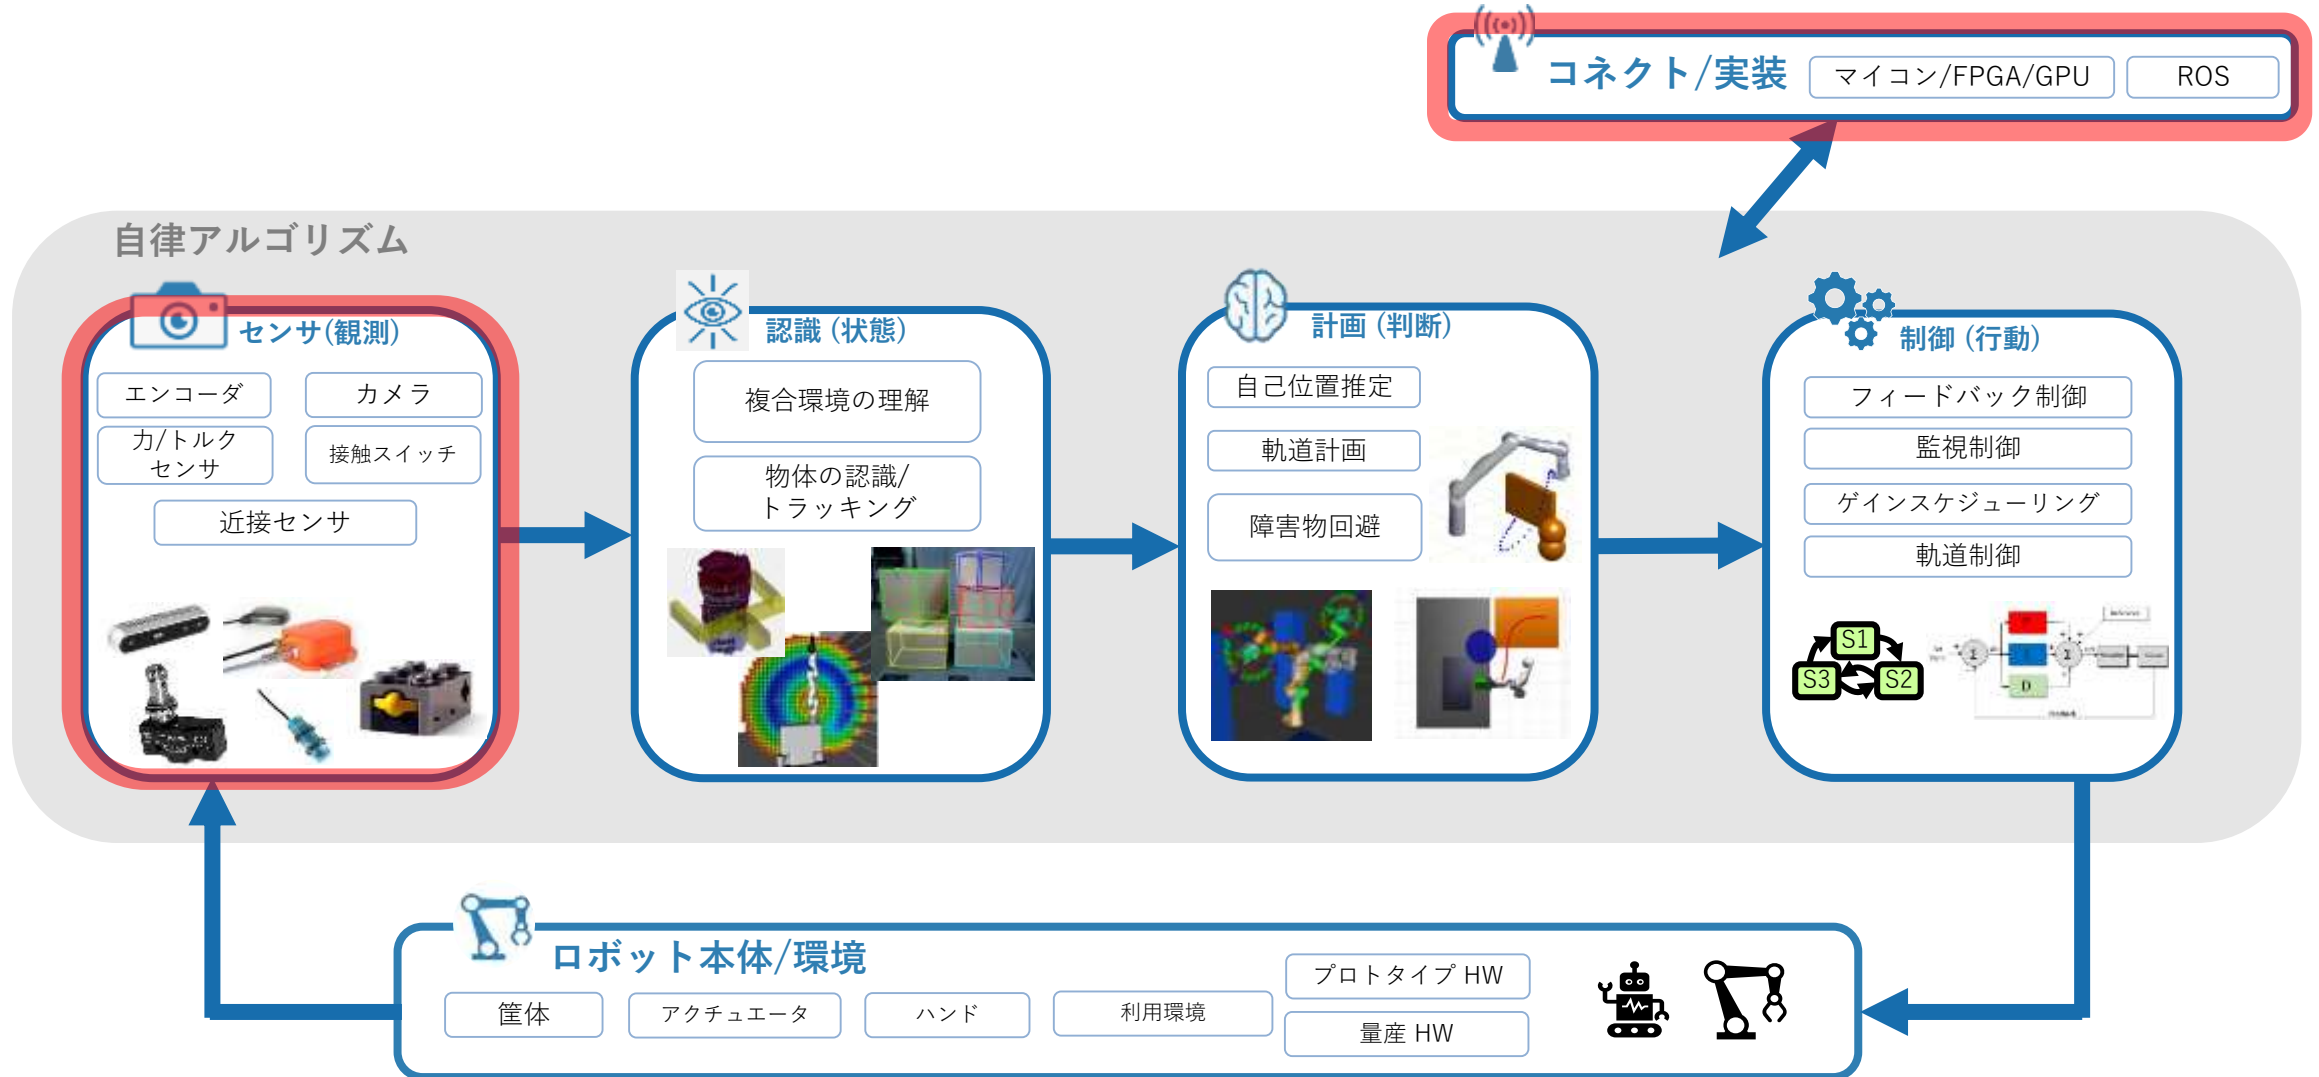 コネクト/実装
マイコン/FPGA/GPU
ROS
自律アルゴリズム
センサ(観測)
エンコーダ
カメラ
力/トルク
センサ
接触スイッチ
近接センサ
認識 (状態)
複合環境の理解
物体の認識/
トラッキング
計画 (判断)
自己位置推定
軌道計画
障害物回避
制御 (行動)
フィードバック制御
監視制御
ゲインスケジューリング
軌道制御
S1
S3
S2
D
ロボット本体/環境
筐体
アクチュエータ
ハンド
利用環境
プロトタイプ HW
量産 HW